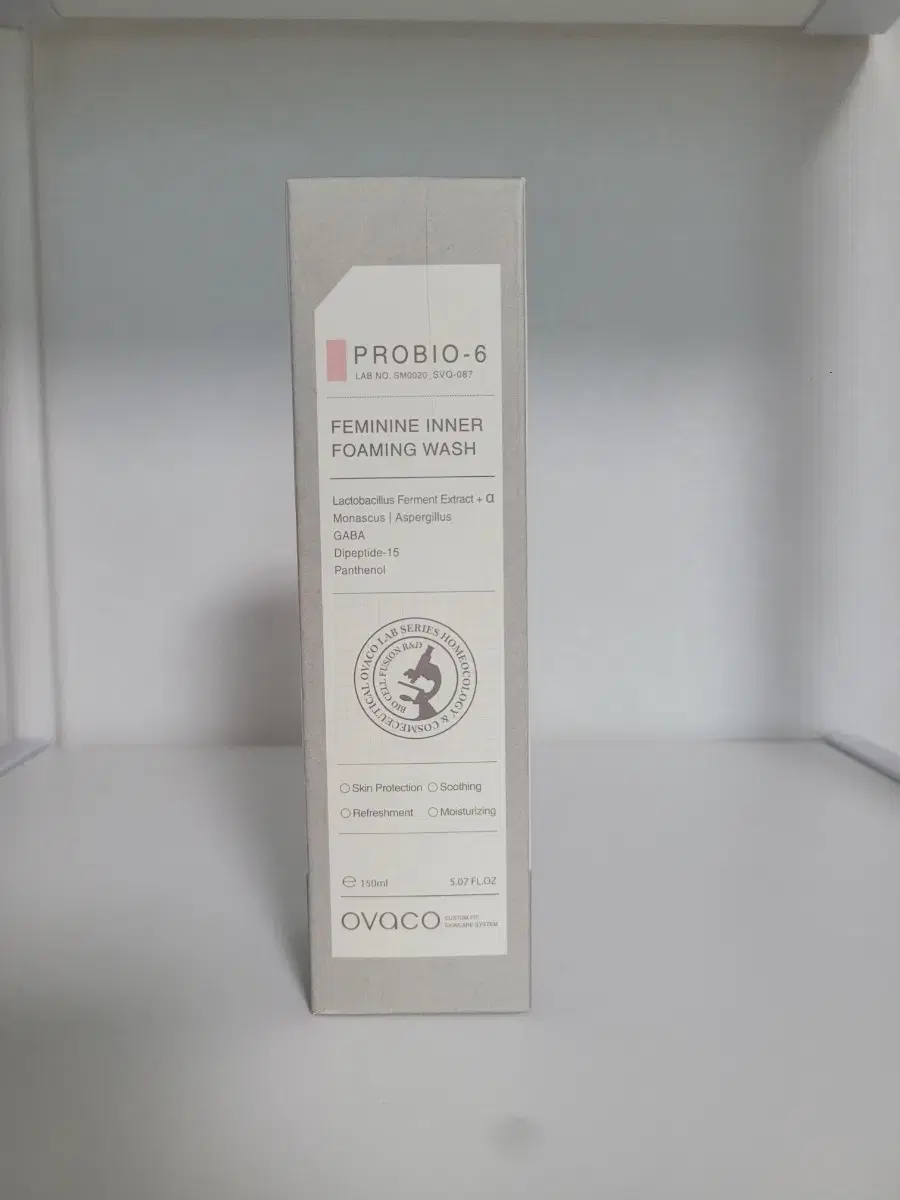 PROBIO-6
LAB NO. SM0020_SVQ-087
FEMININE INNER
FOAMING WASH
Lactobacillus Ferment Extract + α
Monascus | Aspergillus
GABA
Dipeptide-15
Panthenol
OVACO LAB SERIES HOMEOCOLOGY & COSMECEUTICAL
BIO CELL FUSION R&D
○ Skin Protection ○ Soothing
○ Refreshment ○ Moisturizing
℮ 150ml 5.07 FL.OZ
ovaco
CUSTOM-FIT
SKINCARE SYSTEM